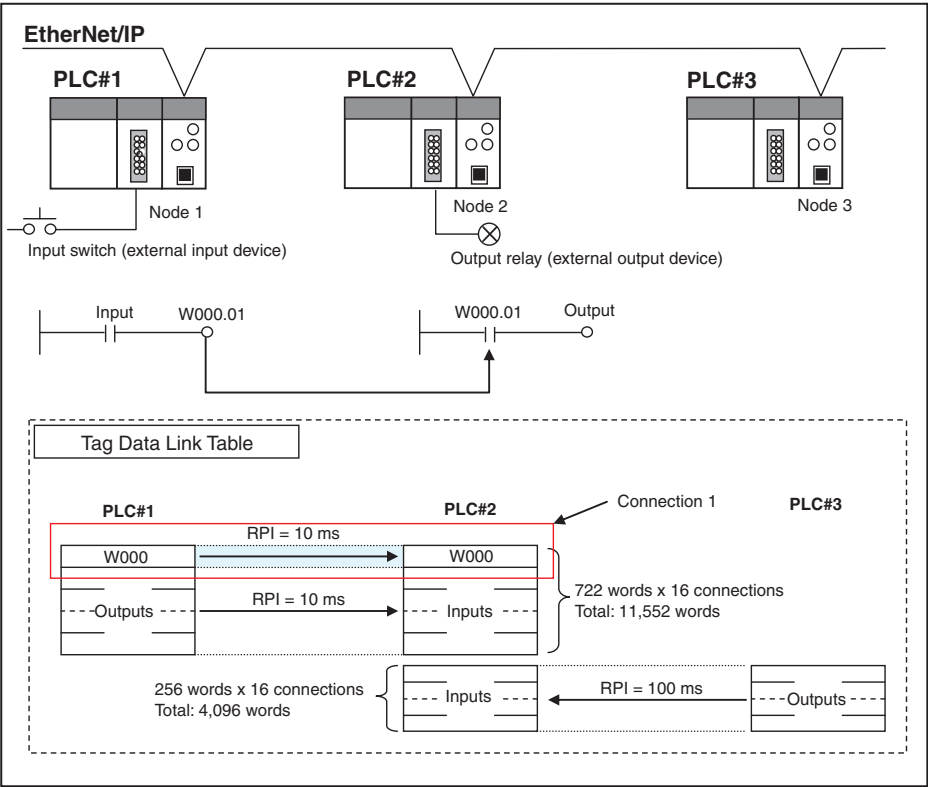 EtherNet/IP
PLC#1
PLC#2
PLC#3
Node 1
Node 2
Node 3
Input switch (external input device)
Output relay (external output device)
Input
W000.01
W000.01
Output
Tag Data Link Table
PLC#1
PLC#2
Connection 1
PLC#3
RPI = 10 ms
W000
W000
RPI = 10 ms
Outputs
Inputs
722 words x 16 connections
Total: 11,552 words
256 words x 16 connections
Total: 4,096 words
Inputs
RPI = 100 ms
Outputs